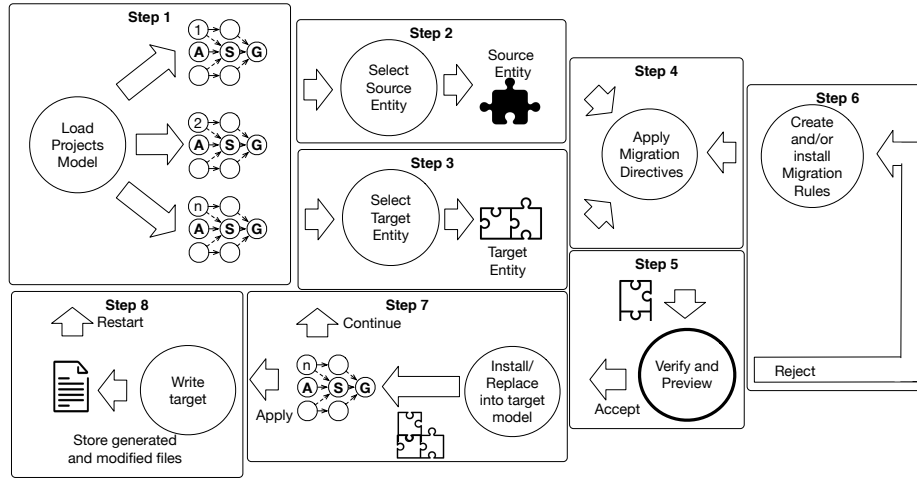 Step 1
1
A S G
Load
Projects
Model
2
A S G
n
A S G
Step 2
Select
Source
Entity
Source
Entity
Step 3
Select
Target
Entity
Target
Entity
Step 4
Apply
Migration
Directives
Step 6
Create
and/or
install
Migration
Rules
Step 5
Verify and
Preview
Accept
Reject
Step 7
Continue
n
A S G
Install/
Replace
into target
model
Apply
Step 8
Restart
Write
target
Store generated
and modified files